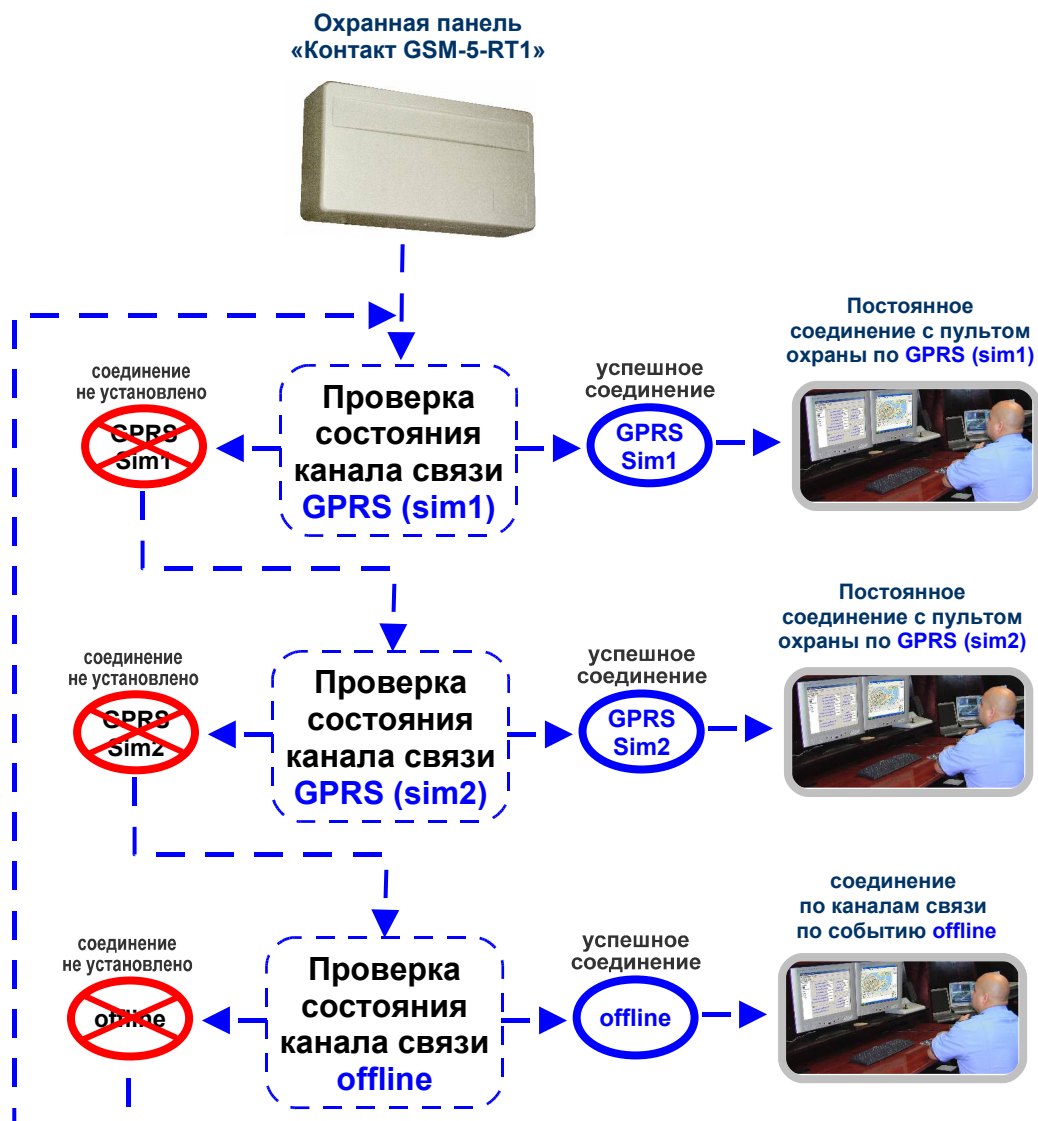 Охранная панель
«Контакт GSM-5-RT1»
Постоянное
соединение с пультом
охраны по GPRS (sim1)
соединение
не установлено
GPRS
Sim1
Проверка
состояния
канала связи
GPRS (sim1)
успешное
соединение
GPRS
Sim1
Постоянное
соединение с пультом
охраны по GPRS (sim2)
соединение
не установлено
GPRS
Sim2
Проверка
состояния
канала связи
GPRS (sim2)
успешное
соединение
GPRS
Sim2
соединение
по каналам связи
по событию offline
соединение
не установлено
offline
Проверка
состояния
канала связи
offline
успешное
соединение
offline